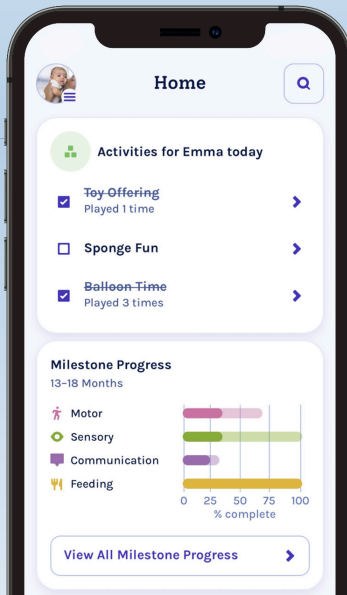 Home
Activities for Emma today
Toy Offering
Played 1 time
Sponge Fun
Balloon Time
Played 3 times
Milestone Progress
13–18 Months
Motor
Sensory
Communication
Feeding
0 25 50 75 100
% complete
View All Milestone Progress